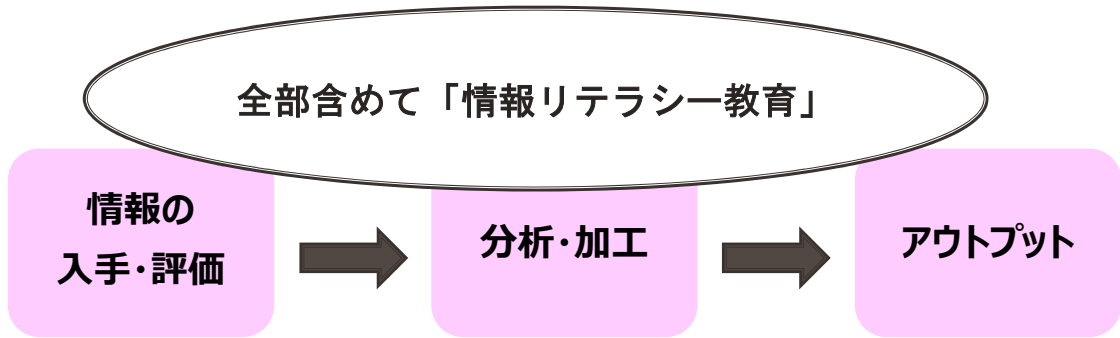 全部含めて「情報リテラシー教育」
情報の
入手・評価
分析・加工
アウトプット